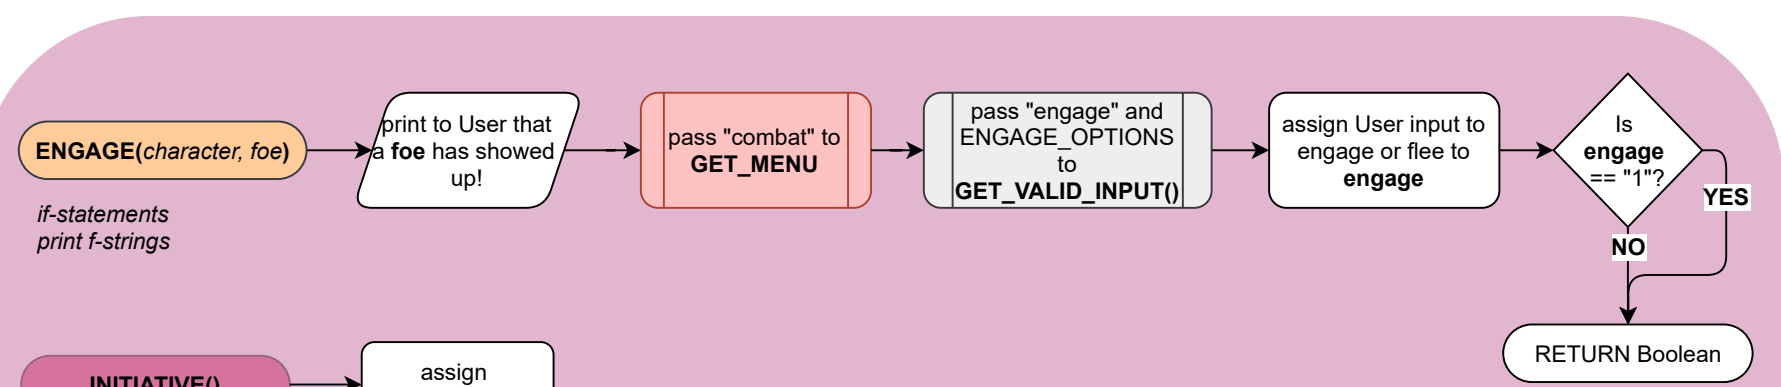 ENGAGE(character, foe)
if-statements
print f-strings
print to User that
a foe has showed
up!
pass "combat" to
GET_MENU
pass "engage" and
ENGAGE_OPTIONS
to
GET_VALID_INPUT()
assign User input to
engage or flee to
engage
Is
engage
== "1"?
YES
NO
RETURN Boolean
INITIATIVE()
assign